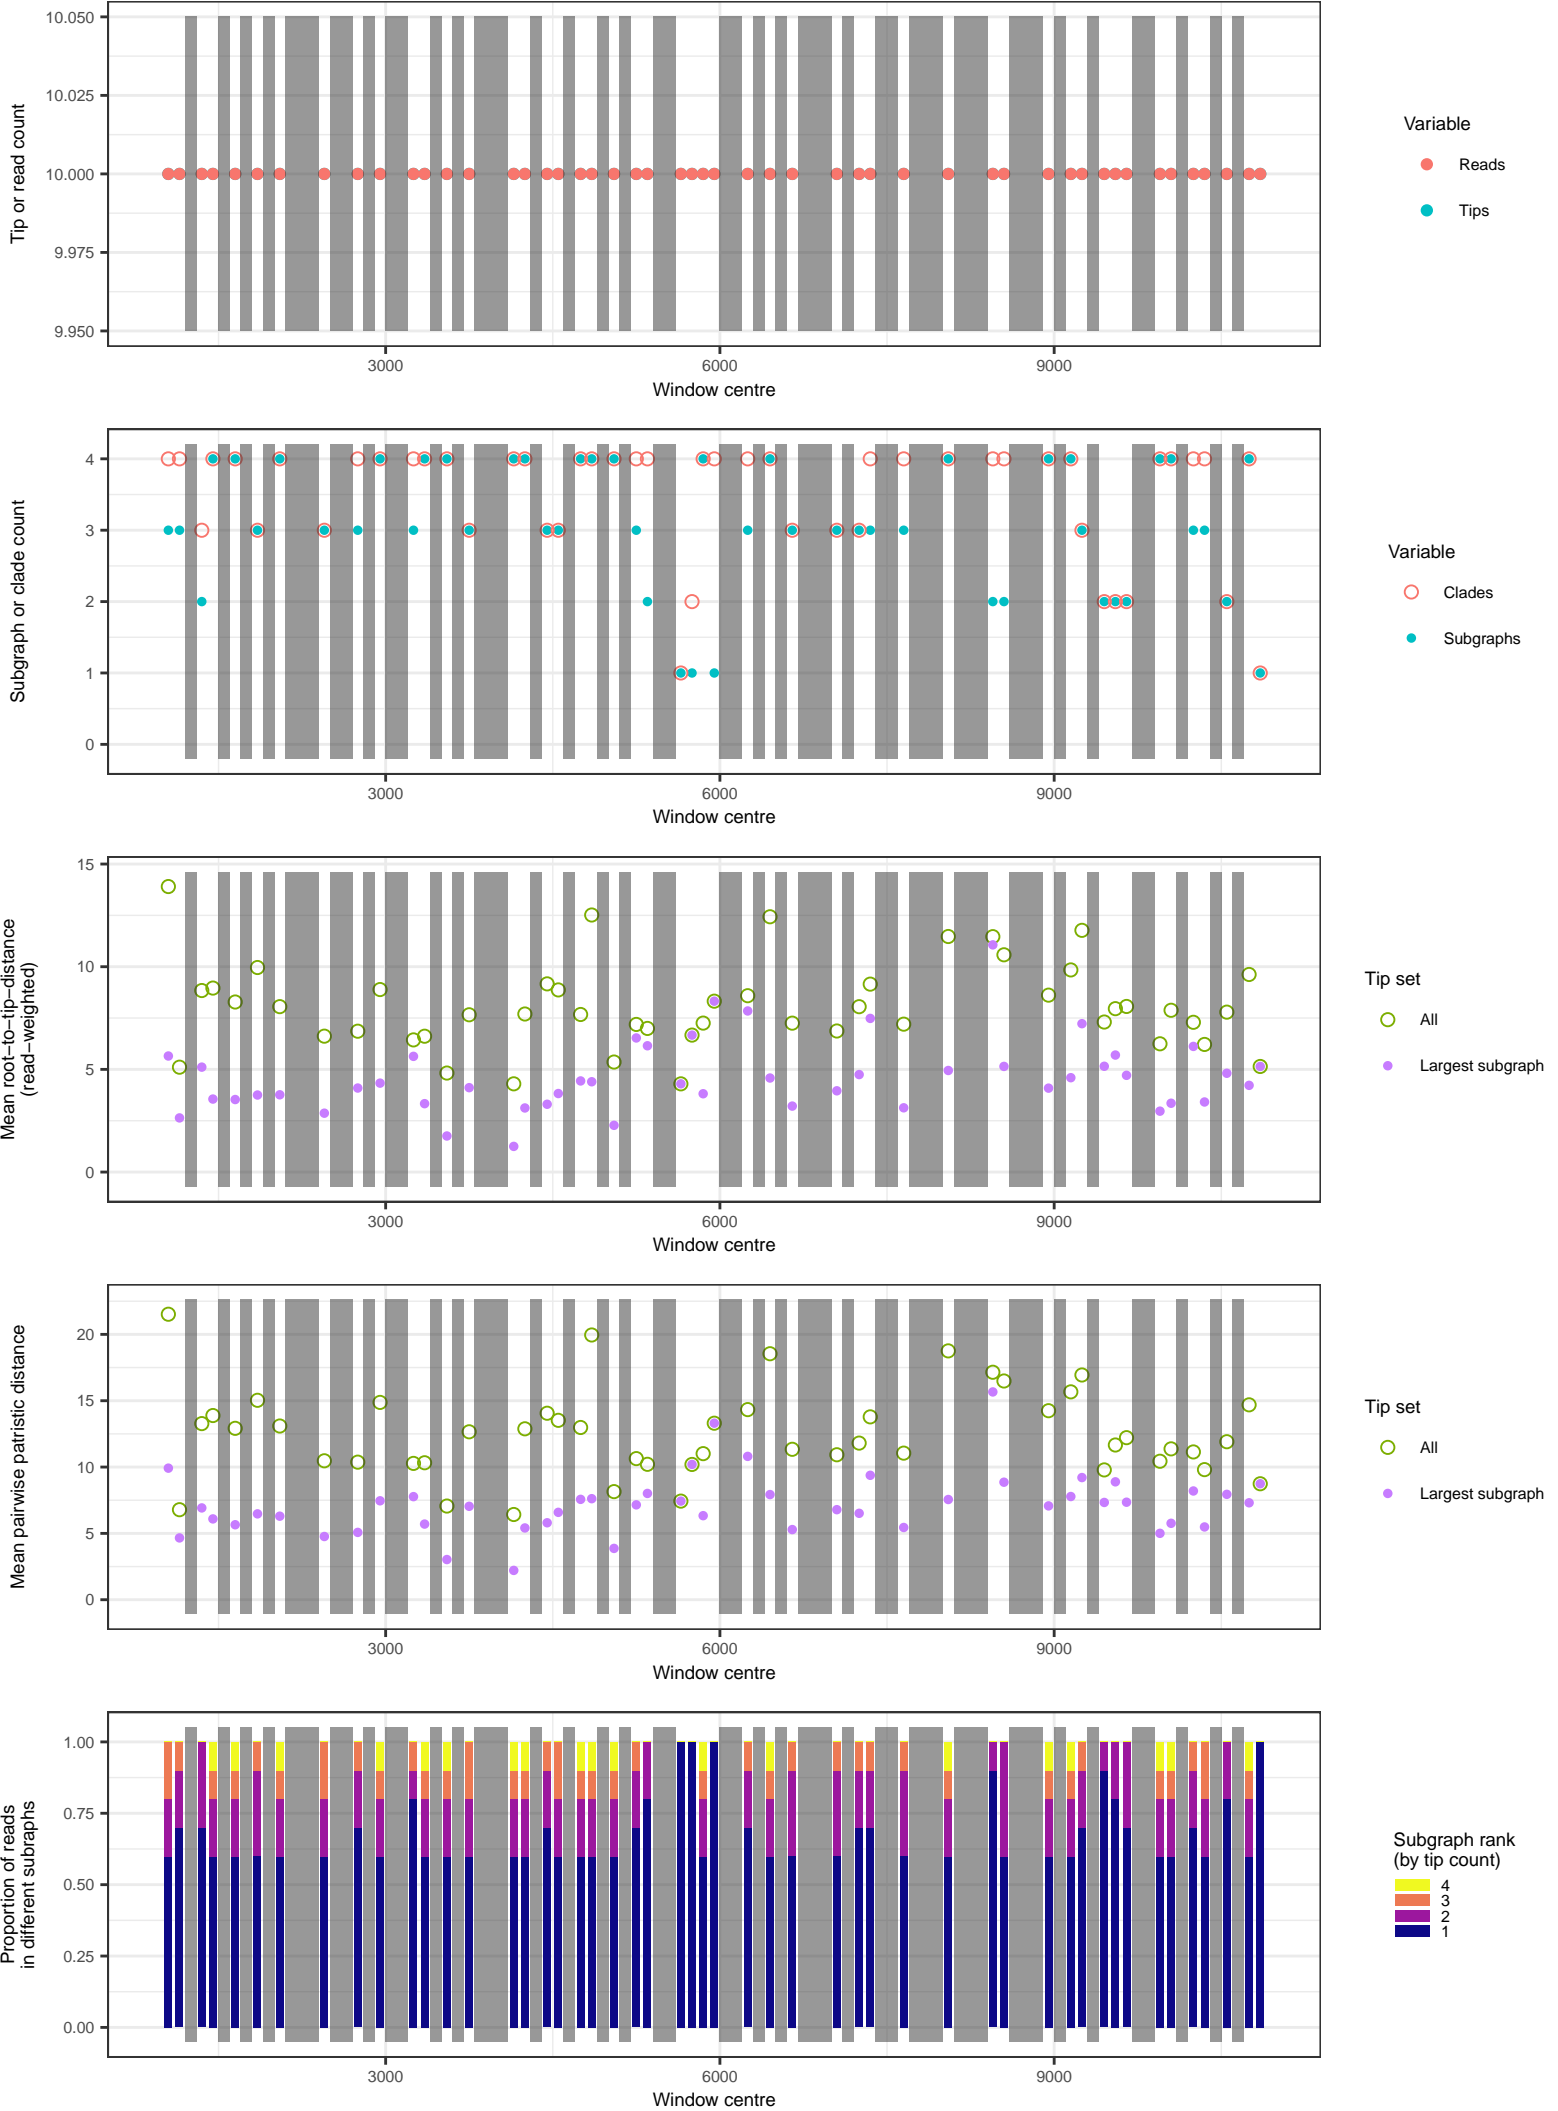 10.050
10.025
10.000
9.975
9.950
Tip or read count
3000
6000
9000
Window centre
Variable
Reads
Tips
4
3
2
1
0
Subgraph or clade count
3000
6000
9000
Window centre
Variable
Clades
Subgraphs
15
10
5
0
Mean root−to−tip−distance
(read−weighted)
3000
6000
9000
Window centre
Tip set
All
Largest subgraph
20
15
10
5
0
Mean pairwise patristic distance
3000
6000
9000
Window centre
Tip set
All
Largest subgraph
1.00
0.75
0.50
0.25
0.00
Proportion of reads
in different subraphs
3000
6000
9000
Window centre
Subgraph rank
(by tip count)
4
3
2
1